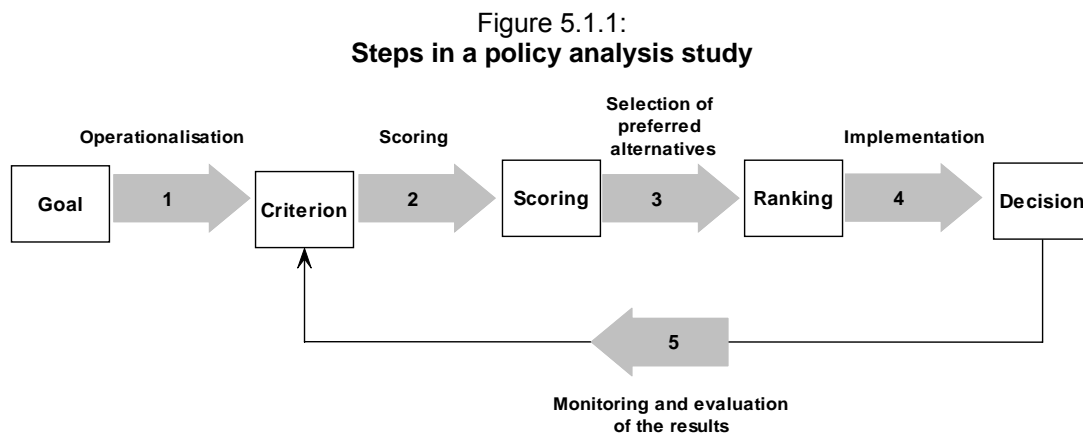 Figure 5.1.1:
Steps in a policy analysis study
Operationalisation
Scoring
Selection of
preferred
alternatives
Implementation
Goal
1
Criterion
2
Scoring
3
Ranking
4
Decision
5
Monitoring and evaluation
of the results